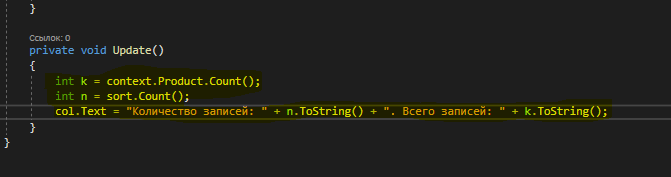 }
Ссылок: 0
private void Update()
{
int k = context.Product.Count();
int n = sort.Count();
col.Text = "Количество записей: " + n.ToString() + ". Всего записей: " + k.ToString();
}
}